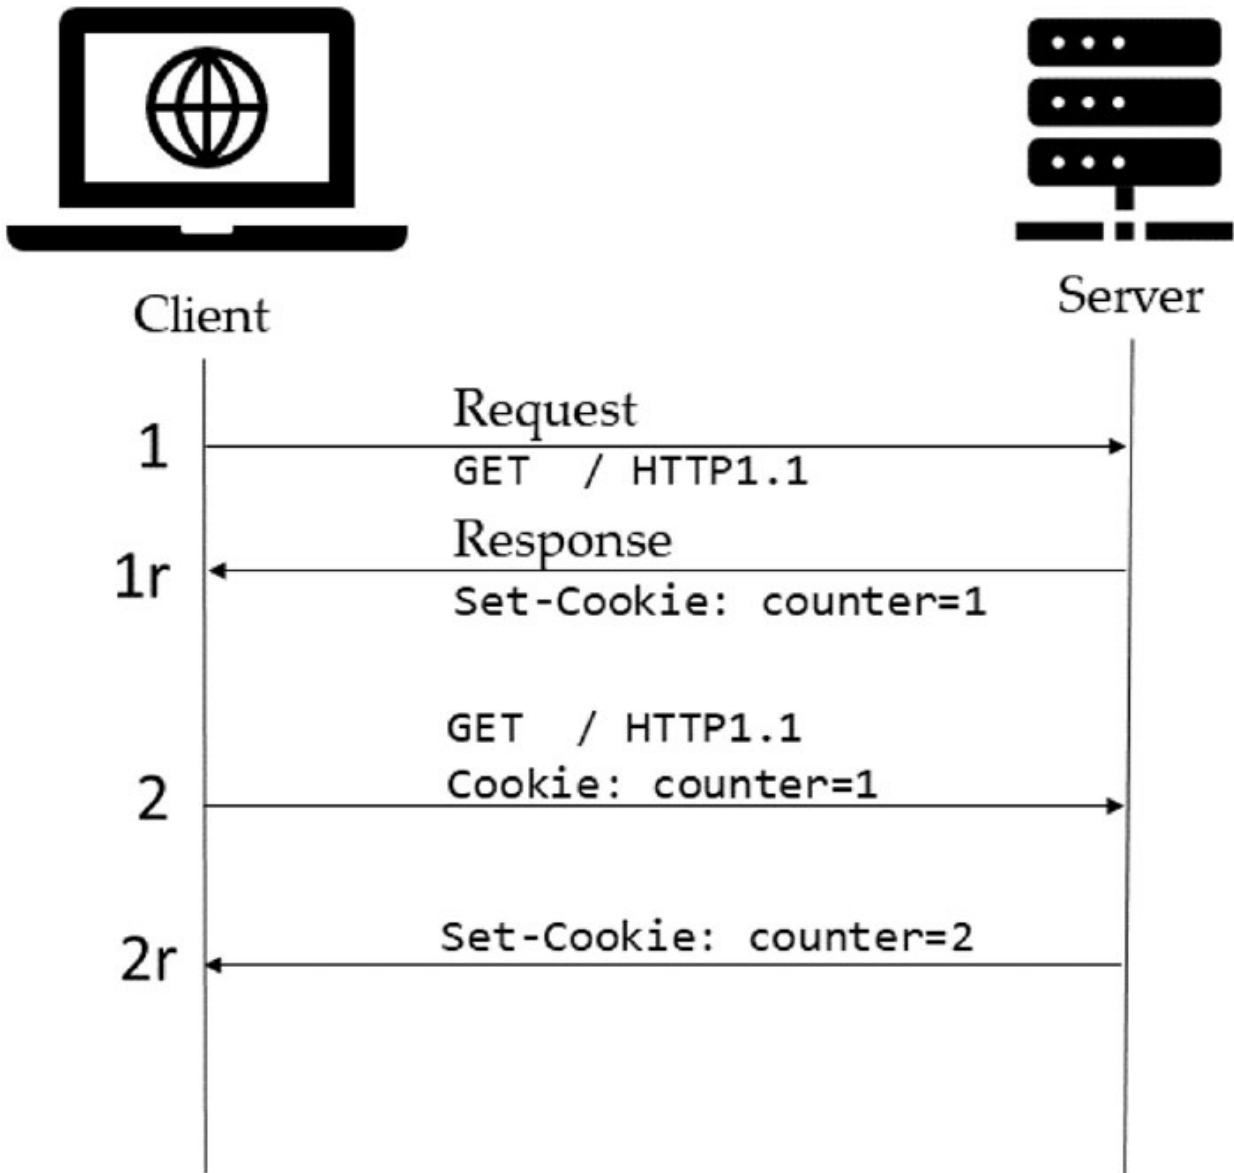 Client
Server
1
Request
GET  / HTTP1.1
1r
Response
Set-Cookie: counter=1
GET  / HTTP1.1
2
Cookie: counter=1
2r
Set-Cookie: counter=2